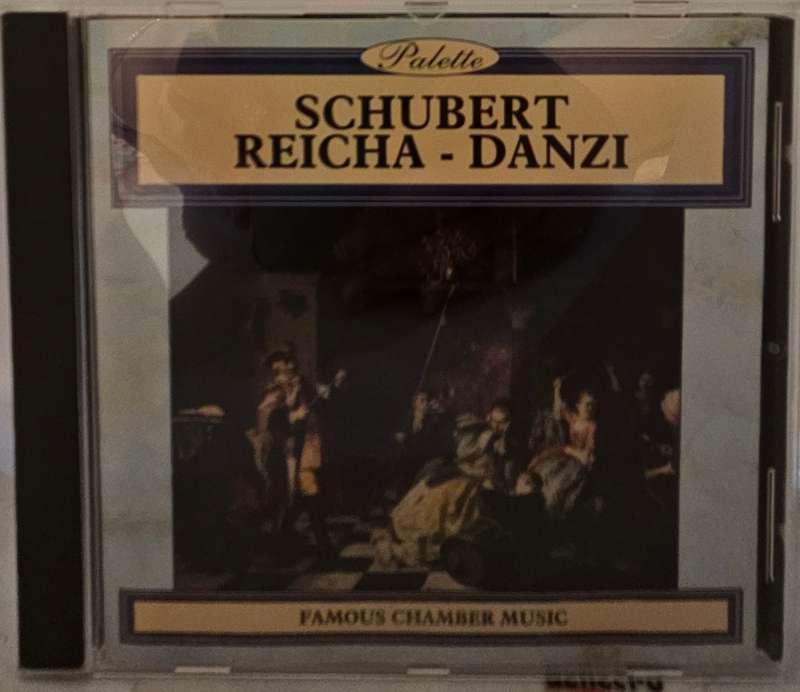 Palette
SCHUBERT
REICHA - DANZI
FAMOUS CHAMBER MUSIC